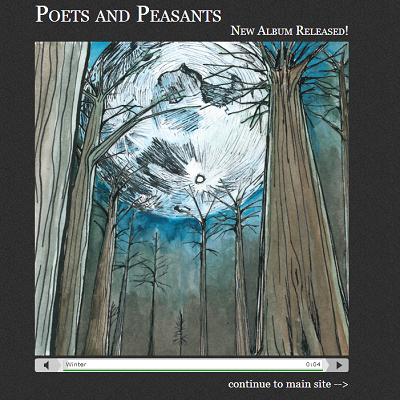 Poets and Peasants
New Album Released!
Winter 0:04
continue to main site -->